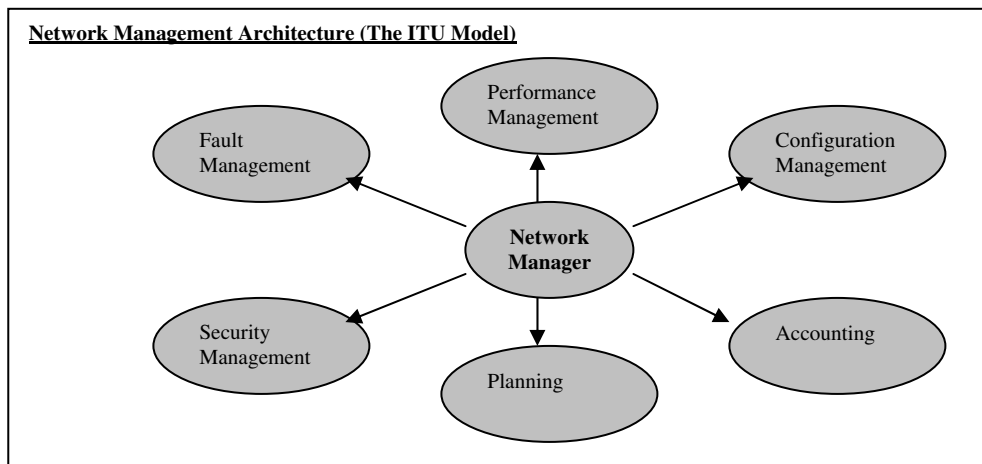 Network Management Architecture (The ITU Model)
Performance
Management
Fault
Management
Configuration
Management
Network
Manager
Security
Management
Accounting
Planning